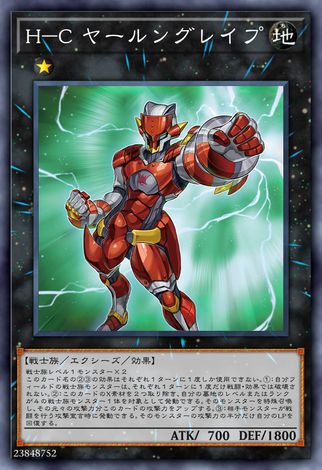 H－C ヤールングレイプ
地
ち
【戦士族／エクシーズ／効果】
戦士族レベル１モンスター×２
このカード名の②③の効果はそれぞれ１ターンに１度しか使用できない。①：自分フィ
ールドの戦士族モンスターは、それぞれ１ターンに１度だけ戦闘・効果では破壊され
ない。②：このカードのX素材を２つ取り除き、自分の墓地のレベルまたはランク
がある戦士族モンスター１体を対象として発動できる。そのモンスターを特殊召喚
し、その元々の攻撃力分このカードの攻撃力をアップする。③：相手モンスターが戦
闘を行う攻撃宣言時に発動できる。そのモンスターの攻撃力の半分だけ自分のLPを
回復する。
ATK/ 700 DEF/1800
23848752